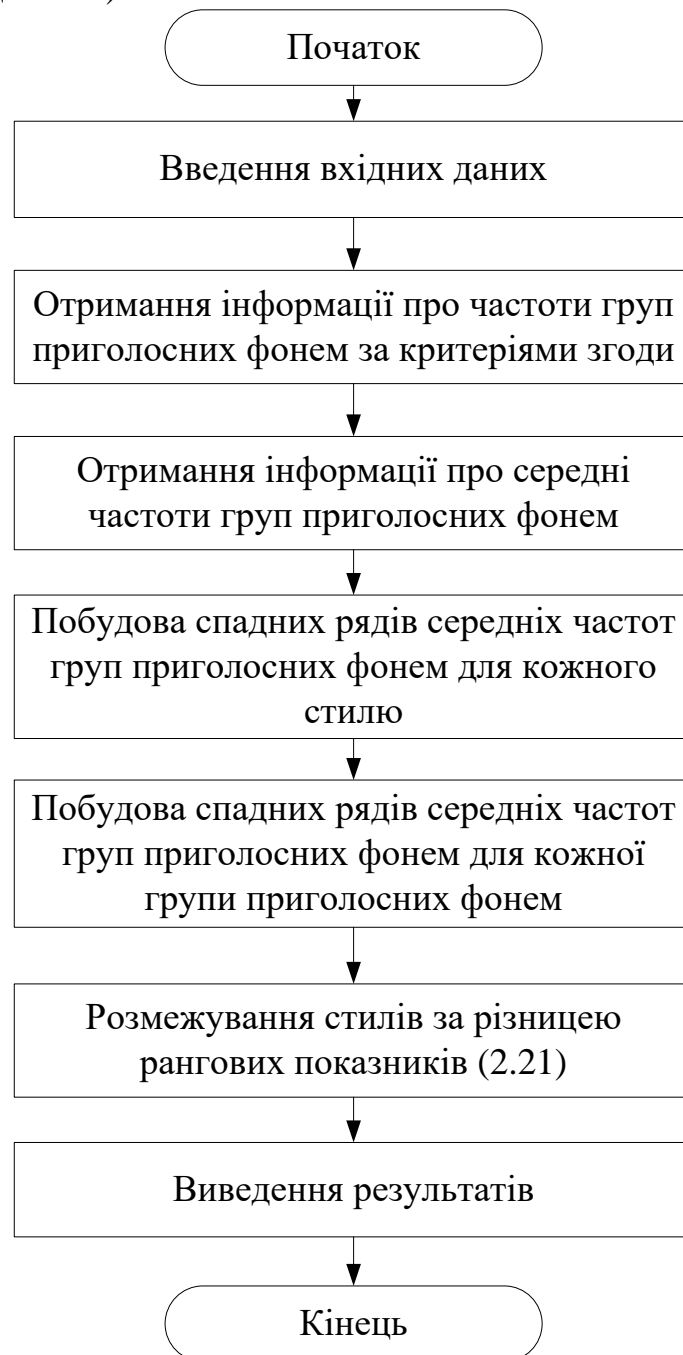 Початок
Введення вхідних даних
Отримання інформації про частоти груп
приголосних фонем за критеріями згоди
Отримання інформації про середні
частоти груп приголосних фонем
Побудова спадних рядів середніх частот
груп приголосних фонем для кожного
стилю
Побудова спадних рядів середніх частот
груп приголосних фонем для кожної
групи приголосних фонем
Розмежування стилів за різницею
рангових показників (2.21)
Виведення результатів
Кінець